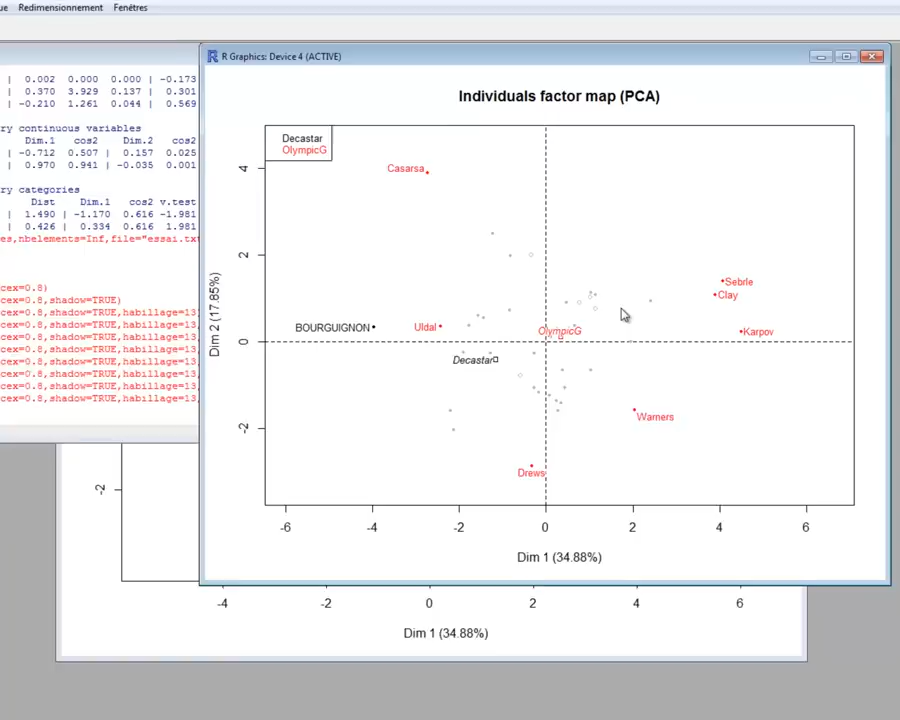 ue Redimensionnement Fenêtres
R Graphics: Device 4 (ACTIVE)
| 0.002 0.000 0.000 | -0.173
| 0.370 3.929 0.137 | 0.301
| -0.210 1.261 0.044 | 0.569
ry continuous variables
Dim.1 cos2 Dim.2 cos2
| -0.712 0.507 | 0.157 0.025
| 0.970 0.941 | -0.035 0.001
ry categories
Dist Dim.1 cos2 v.test
| 1.490 | -1.170 0.616 -1.981
| 0.426 | 0.334 0.616 1.981
es,nbelements=Inf,file="essai.tx
cex=0.8)
cex=0.8,shadow=TRUE)
cex=0.8,shadow=TRUE,habillage=13
cex=0.8,shadow=TRUE,habillage=13,
cex=0.8,shadow=TRUE,habillage=13,
cex=0.8,shadow=TRUE,habillage=13,
cex=0.8,shadow=TRUE,habillage=13,
cex=0.8,shadow=TRUE,habillage=13,
cex=0.8,shadow=TRUE,habillage=13,
cex=0.8,shadow=TRUE,habillage=13,
Individuals factor map (PCA)
Decastar
OlympicG
Casarsa
Sebrle
Clay
BOURGUIGNON
Uldal
OlympicG
Karpov
Decastar
Warners
Drews
Dim 2 (17.85%)
4
2
0
-2
-6 -4 -2 0 2 4 6
Dim 1 (34.88%)
-2
-4 -2 0 2 4 6
Dim 1 (34.88%)